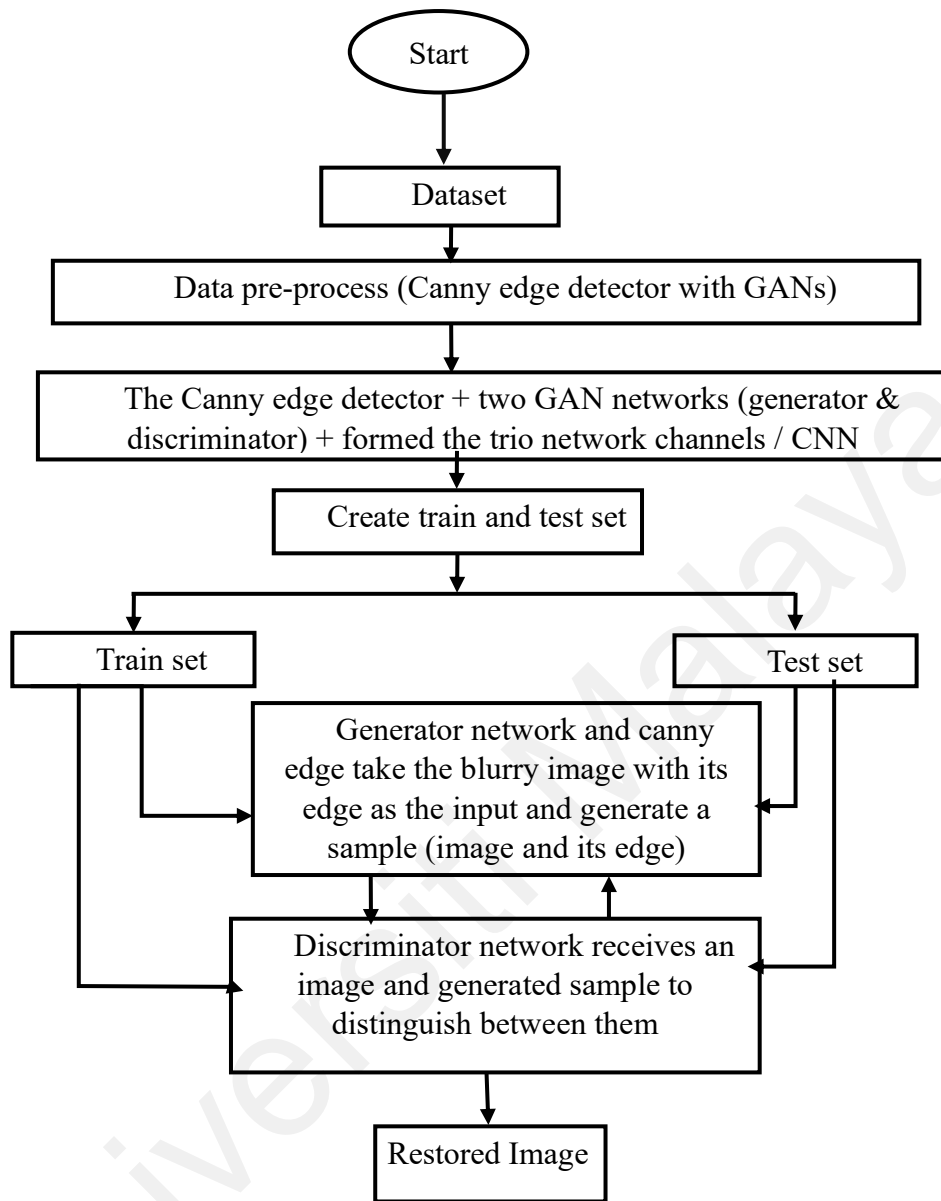 Start
Dataset
Data pre-process (Canny edge detector with GANs)
The Canny edge detector + two GAN networks (generator &
discriminator) + formed the trio network channels / CNN
Create train and test set
Train set
Test set
Generator network and canny
edge take the blurry image with its
edge as the input and generate a
sample (image and its edge)
Discriminator network receives an
image and generated sample to
distinguish between them
Restored Image
iversiti Malaya